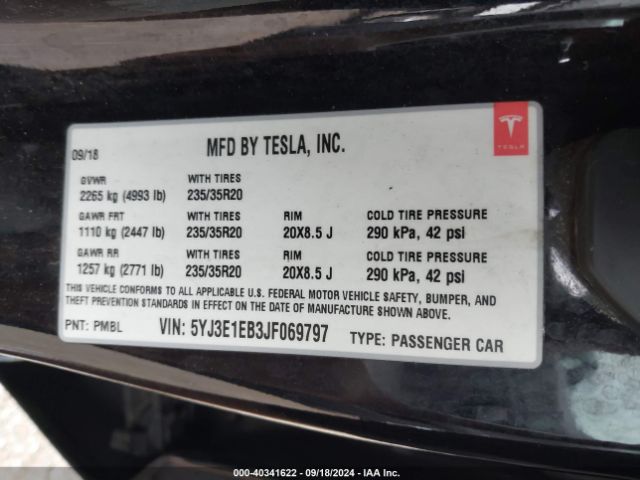 TESLA
09/18 MFD BY TESLA, INC.
GVWR WITH TIRES
2265 kg (4993 lb) 235/35R20
GAWR FRT WITH TIRES RIM COLD TIRE PRESSURE
1110 kg (2447 lb) 235/35R20 20X8.5 J 290 kPa, 42 psi
GAWR RR WITH TIRES RIM COLD TIRE PRESSURE
1257 kg (2771 lb) 235/35R20 20X8.5 J 290 kPa, 42 psi
THIS VEHICLE CONFORMS TO ALL APPLICABLE U.S. FEDERAL MOTOR VEHICLE SAFETY, BUMPER, AND
THEFT PREVENTION STANDARDS IN EFFECT ON THE DATE OF MANUFACTURE SHOWN ABOVE.
PNT: PMBL VIN: 5YJ3E1EB3JF069797 TYPE: PASSENGER CAR
000-40341622 - 09/18/2024 - IAA Inc.